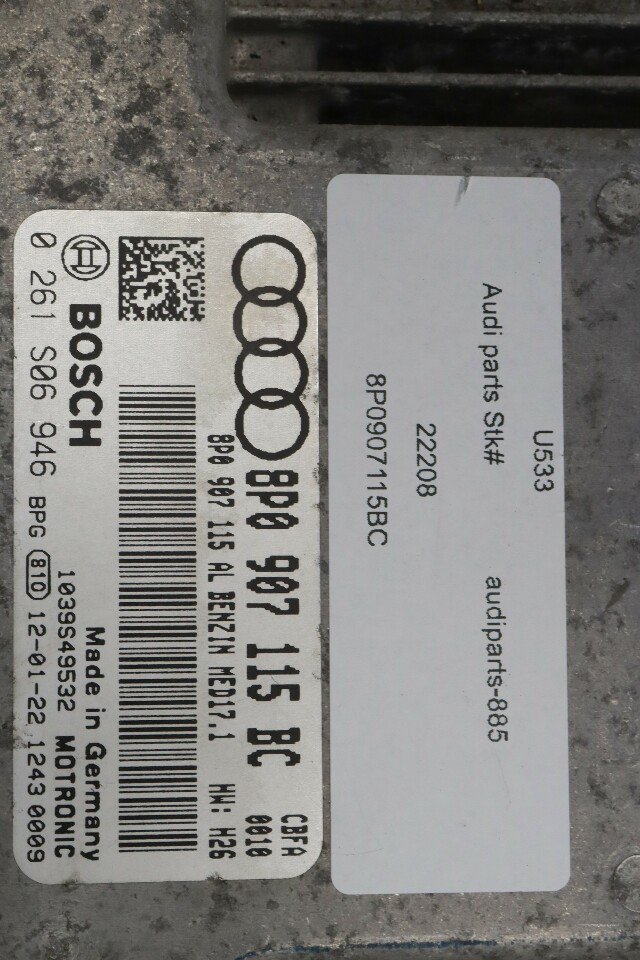 U533
Audi parts Stk# audiparts-885
22208
8P0907115BC
8P0 907 115 BC CBFA
8P0 907 115 AL BENZIN MED17.1 HW: H26
0010
BOSCH
Made in Germany
1039S49532 MOTRONIC
0 261 S06 946 BPG 810 12-01-22 1243 0009